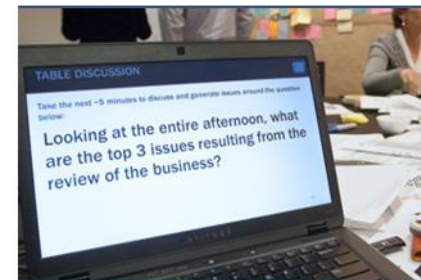 TABLE DISCUSSION
Take the next ~5 minutes to discuss and generate issues around the question
below:
Looking at the entire afternoon, what
are the top 3 issues resulting from the
review of the business?
LATITUDE